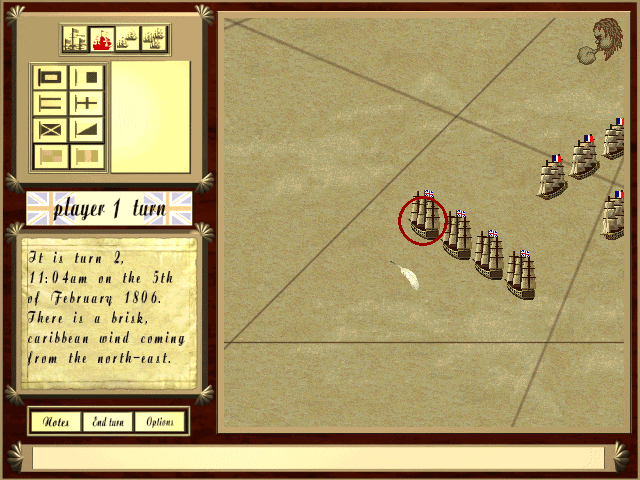 player 1 turn
It is turn 2,
11:04am on the 5th
of February 1806.
There is a brisk,
caribbean wind coming
from the north-east.
Notes
End turn
Options